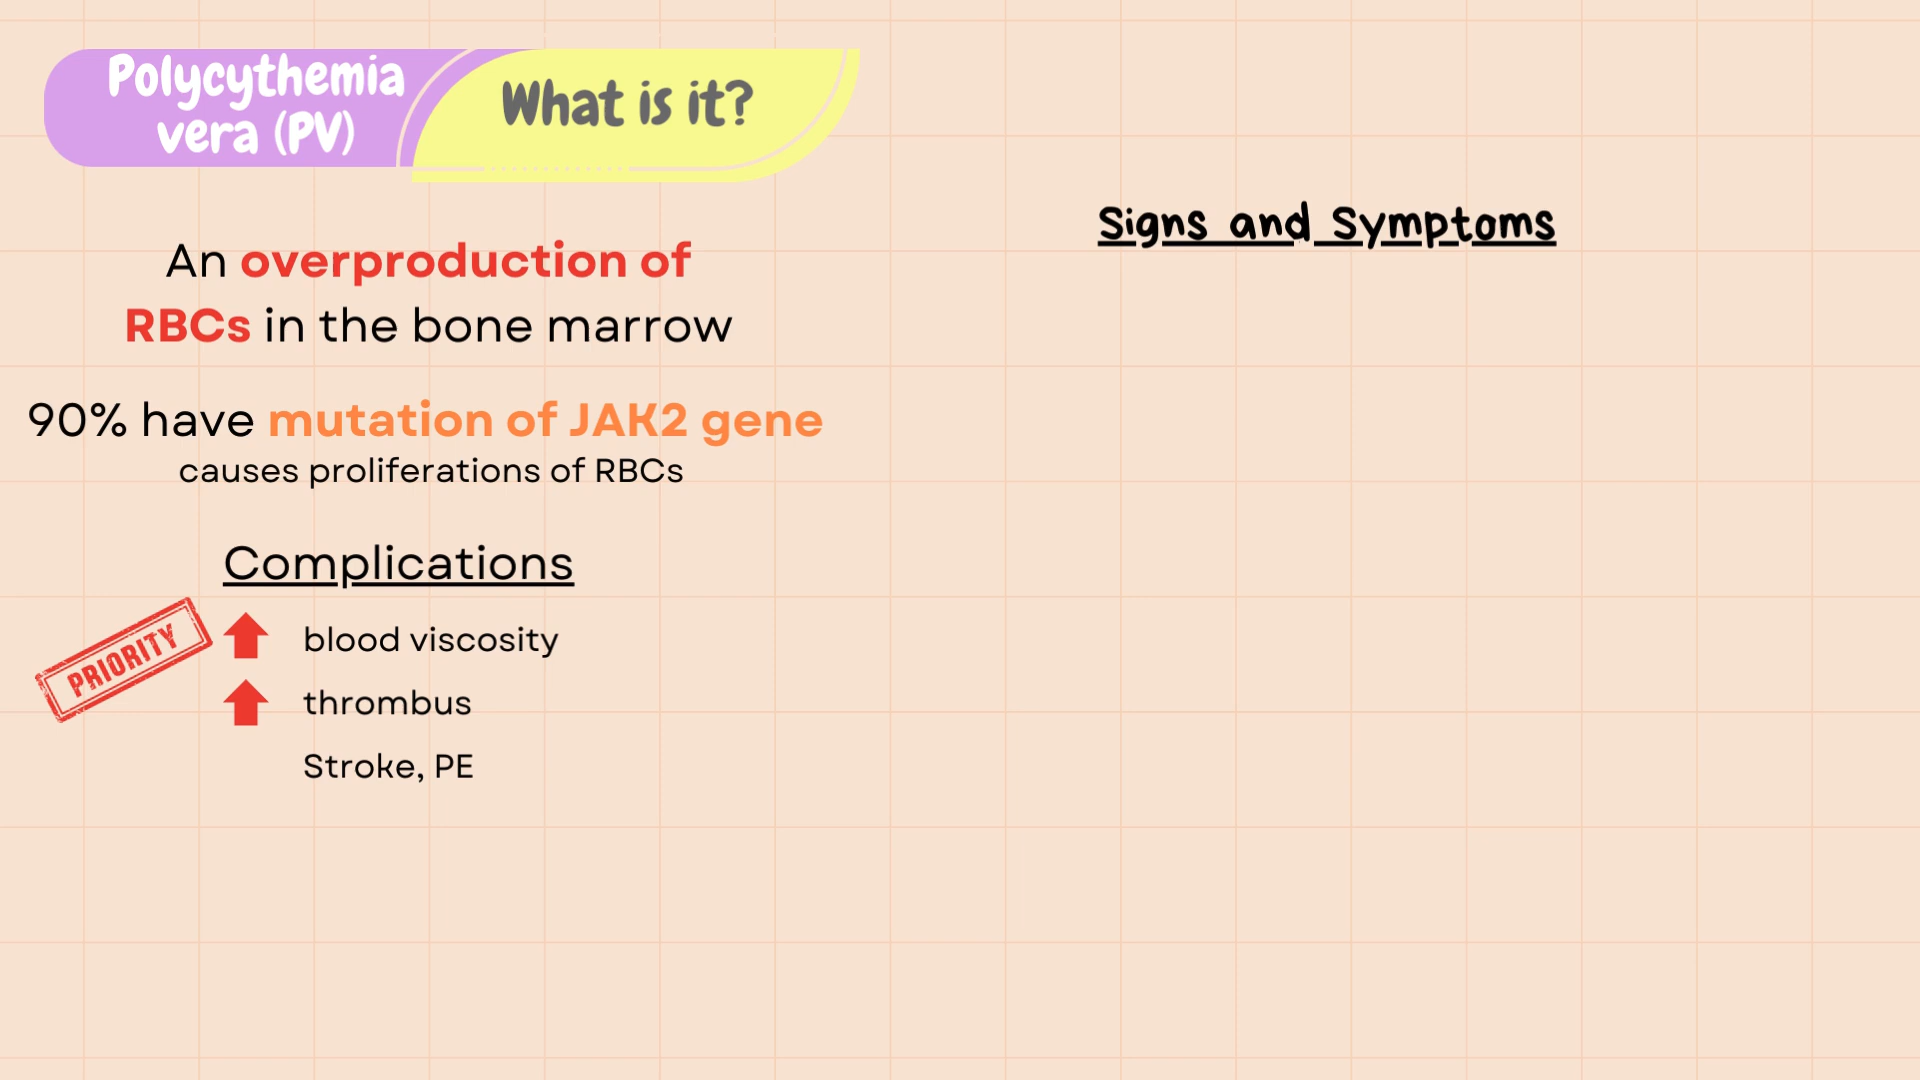 Polycythemia
vera (PV)
What is it?
An overproduction of
RBCs in the bone marrow
90% have mutation of JAK2 gene
causes proliferations of RBCs
Complications
PRIORITY
blood viscosity
thrombus
Stroke, PE
Signs and Symptoms